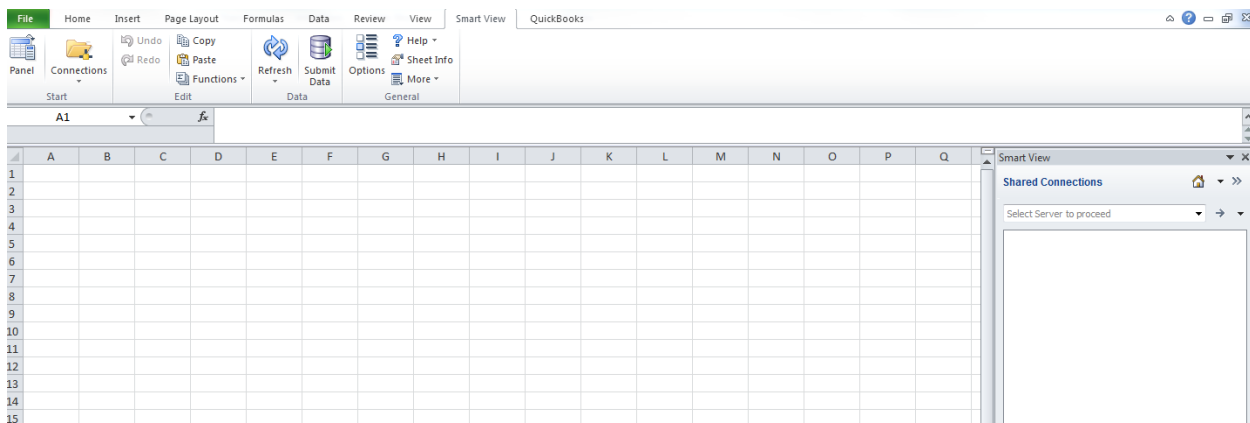 File Home Insert Page Layout Formulas Data Review View Smart View QuickBooks
Undo Copy Help
Redo Paste Sheet Info
Panel Connections Functions Refresh Submit Data Options More
Start Edit Data General
A1 fx
A B C D E F G H I J K L M N O P Q Smart View
1
Shared Connections
2
3
Select Server to proceed
4
5
6
7
8
9
10
11
12
13
14
15